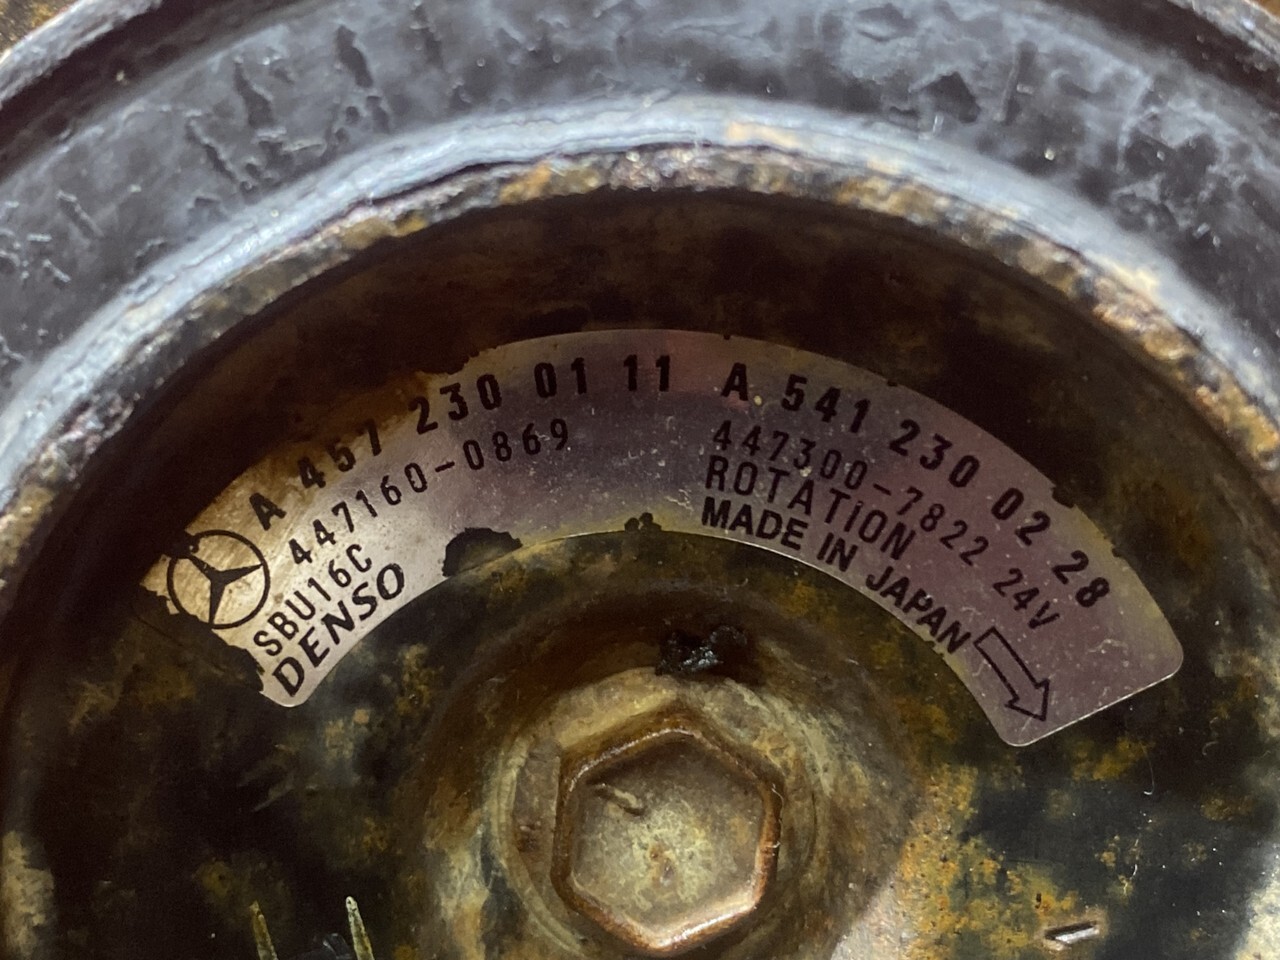 A 457 230 01 11
447160-0869
SBU16C
DENSO
A 541 230 02 28
447300-7822 24V
ROTATION
MADE IN JAPAN